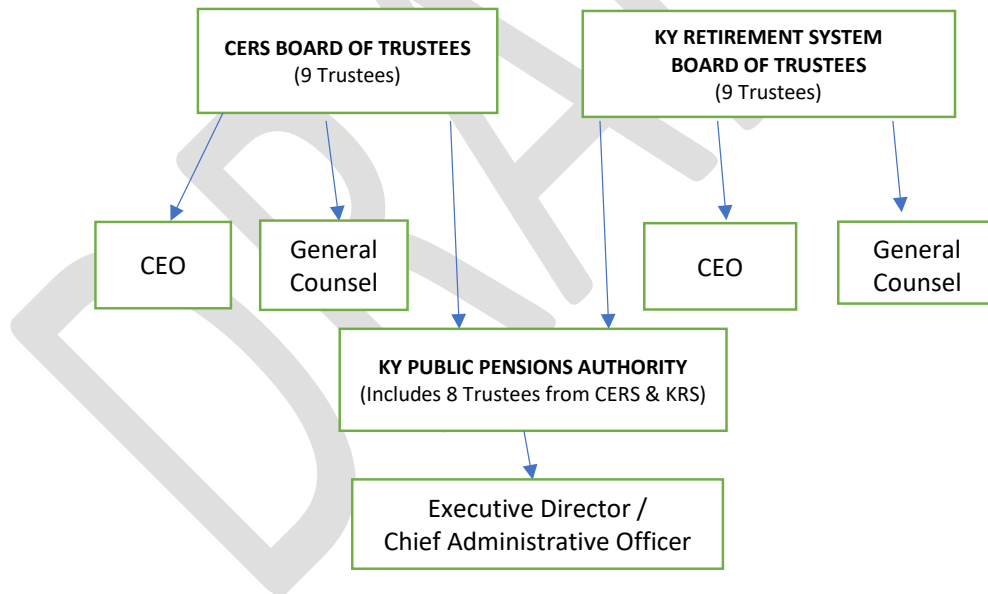 CERS BOARD OF TRUSTEES
(9 Trustees)
KY RETIREMENT SYSTEM
BOARD OF TRUSTEES
(9 Trustees)
CEO
General
Counsel
CEO
General
Counsel
KY PUBLIC PENSIONS AUTHORITY
(Includes 8 Trustees from CERS & KRS)
Executive Director /
Chief Administrative Officer
DRA